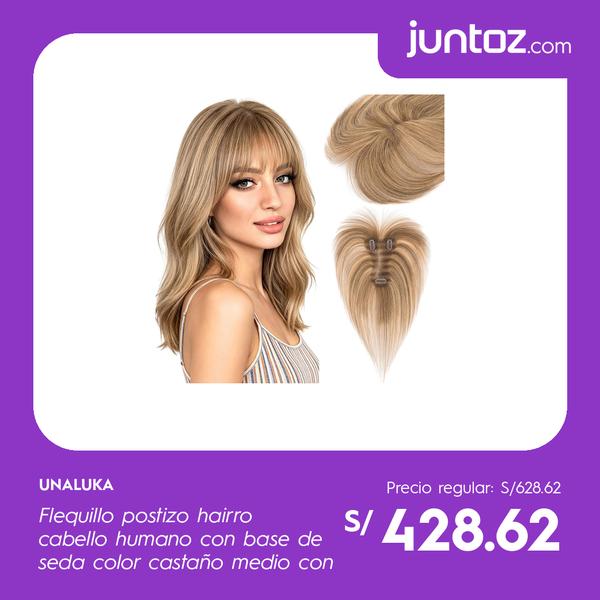 juntoz.com
UNALUKA
Flequillo postizo hairro
cabello humano con base de
seda color castaño medio con
Precio regular: S/628.62
S/ 428.62